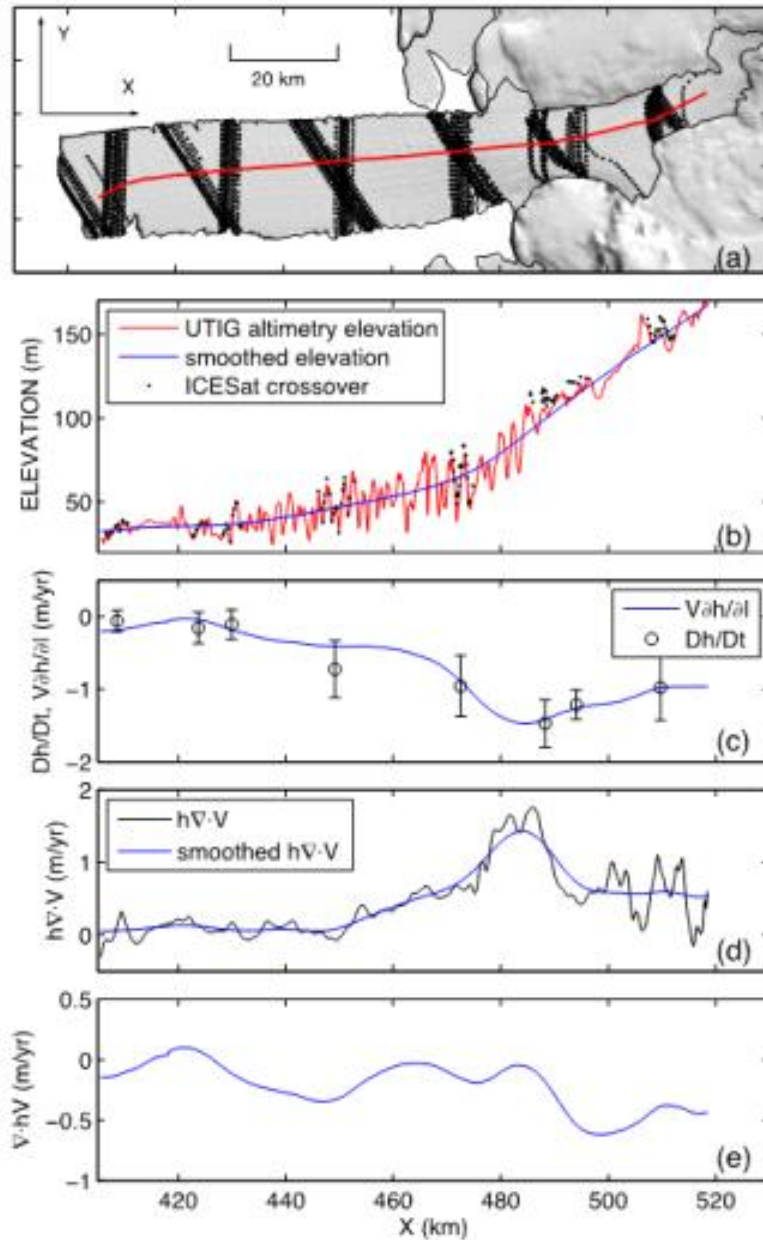 Y
X
20 km
(a)
150
100
50
ELEVATION (m)
UTIG altimetry elevation
smoothed elevation
ICESat crossover
(b)
0
−1
−2
Dh/Dt, V∂h/∂l (m/yr)
V∂h/∂l
Dh/Dt
(c)
2
1
0
h∇·V (m/yr)
h∇·V
smoothed h∇·V
(d)
0.5
0
−0.5
−1
∇·hV (m/yr)
(e)
420 440 460 480 500 520
X (km)